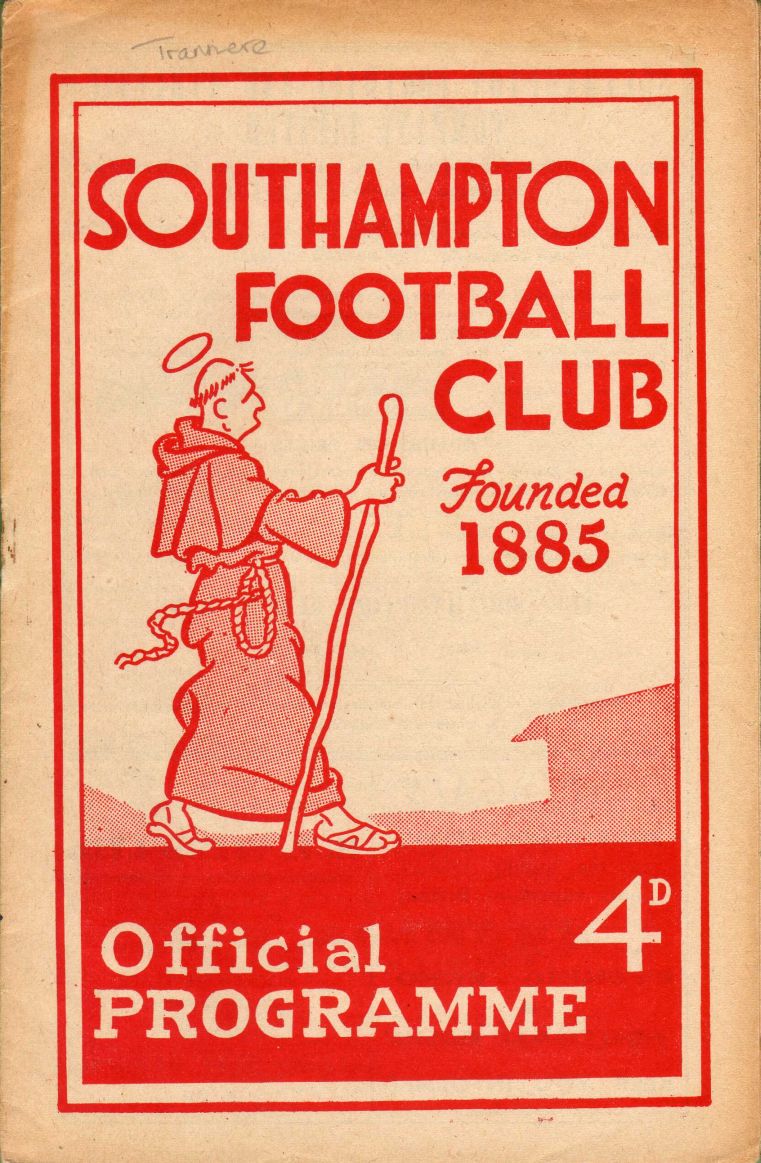 Tranmere
SOUTHAMPTON
FOOTBALL
CLUB
Founded
1885
4D
Official
PROGRAMME